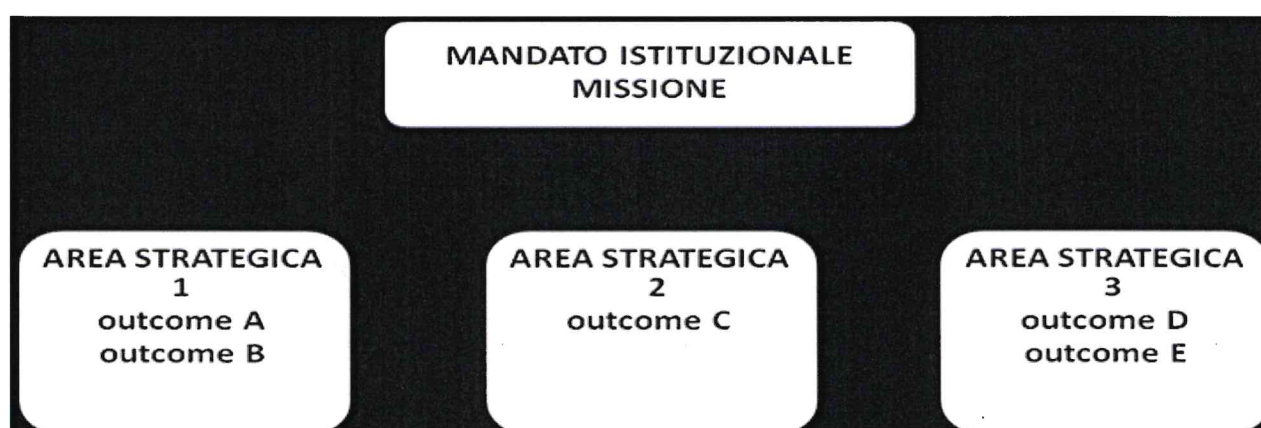 MANDATO ISTITUZIONALE
MISSIONE
AREA STRATEGICA
1
outcome A
outcome B
AREA STRATEGICA
2
outcome C
AREA STRATEGICA
3
outcome D
outcome E